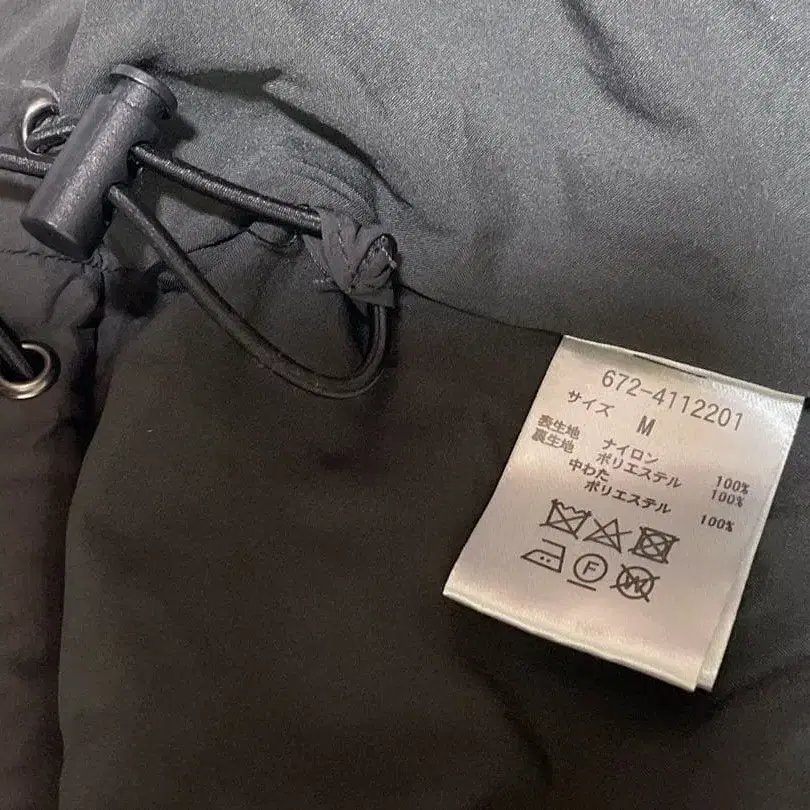 672-4112201
サイズ M
表生地 ナイロン 100%
裏生地 ポリエステル 100%
中わた
ポリエステル 100%
F
W